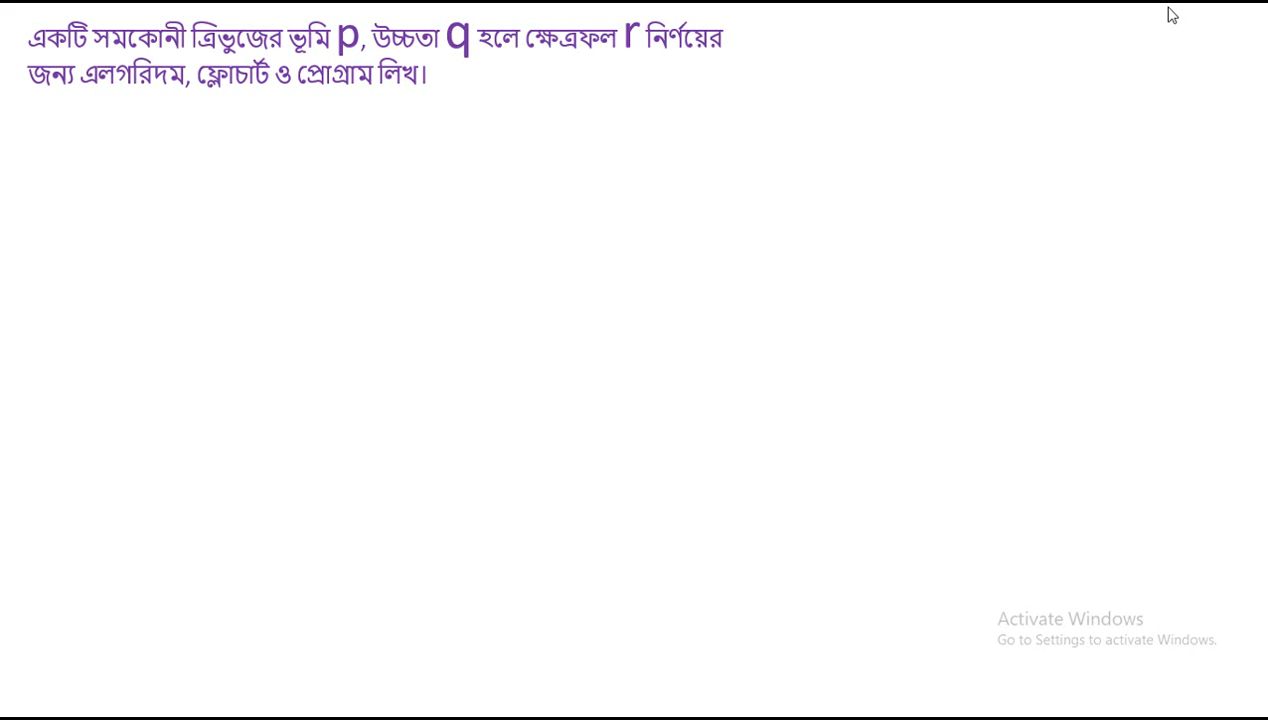 একটি সমকোনী ত্রিভুজের ভূমি p, উচ্চতা q হলে ক্ষেত্রফল r নির্ণয়ের
জন্য এলগরিদম, ফ্লোচার্ট ও প্রোগ্রাম লিখ।
Activate Windows
Go to Settings to activate Windows.